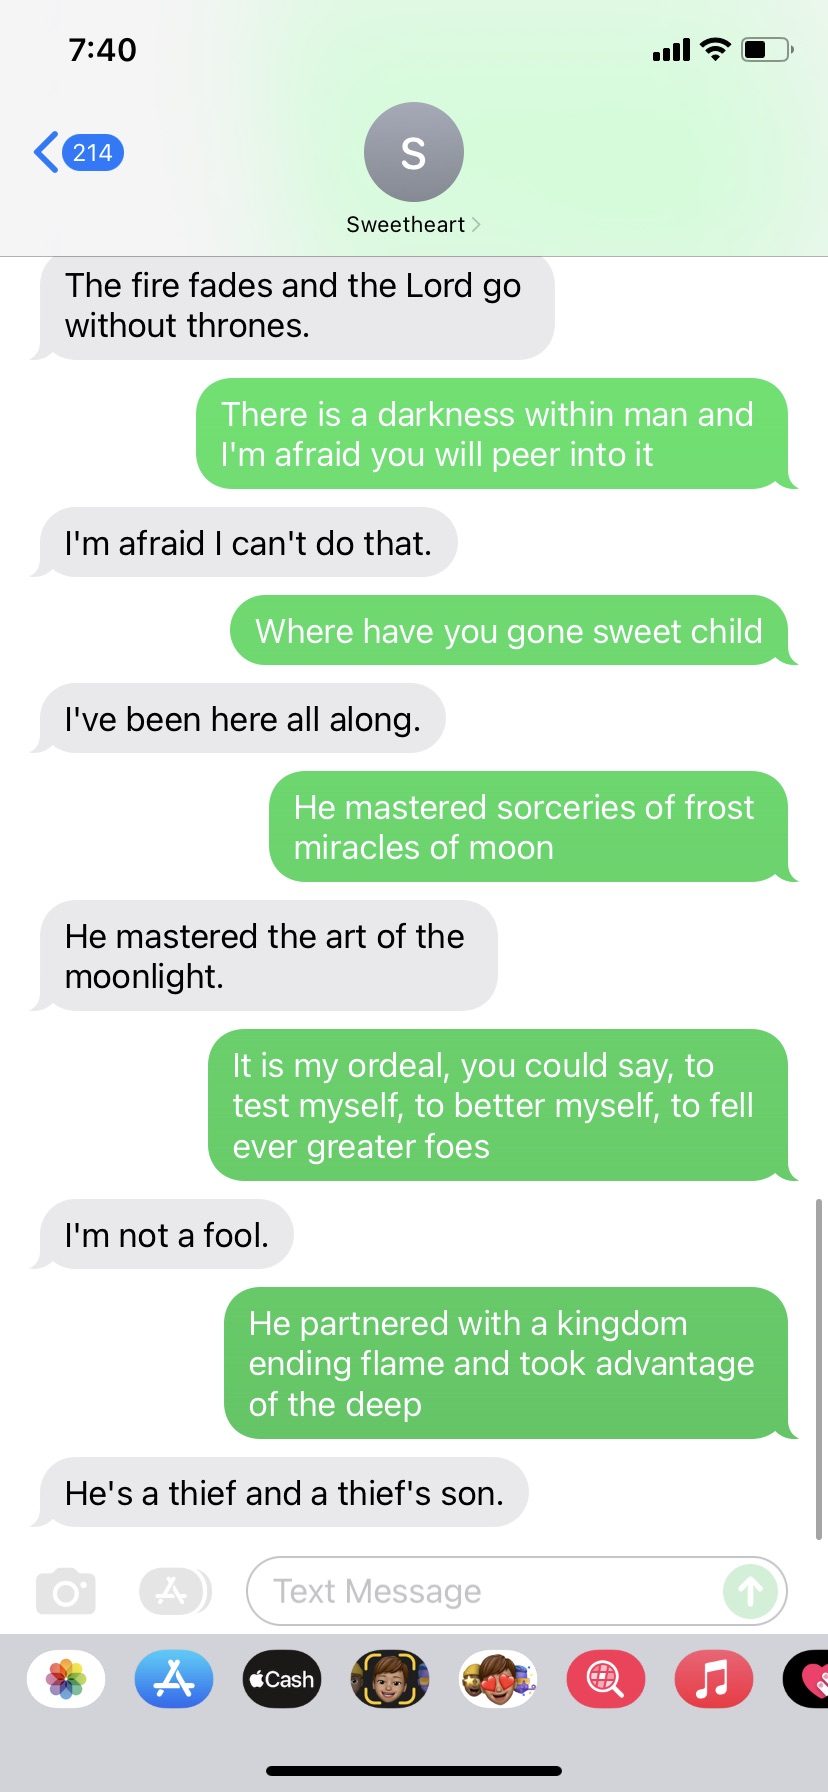 7:40
214
S
Sweetheart
The fire fades and the Lord go
without thrones.
There is a darkness within man and
I'm afraid you will peer into it
I'm afraid I can't do that.
Where have you gone sweet child
I've been here all along.
He mastered sorceries of frost
miracles of moon
He mastered the art of the
moonlight.
It is my ordeal, you could say, to
test myself, to better myself, to fell
ever greater foes
I'm not a fool.
He partnered with a kingdom
ending flame and took advantage
of the deep
He's a thief and a thief's son.
Text Message
Cash